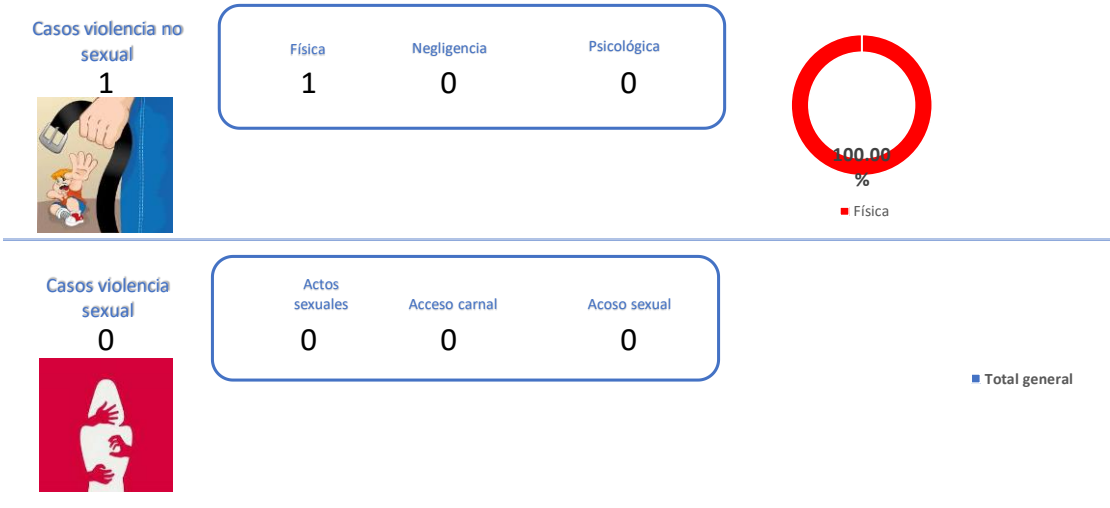 Casos violencia no
sexual
1
Física
Negligencia
Psicológica
1
0
0
100.00
%
Física
Casos violencia
sexual
0
Actos
sexuales
Acceso carnal
Acoso sexual
0
0
0
Total general